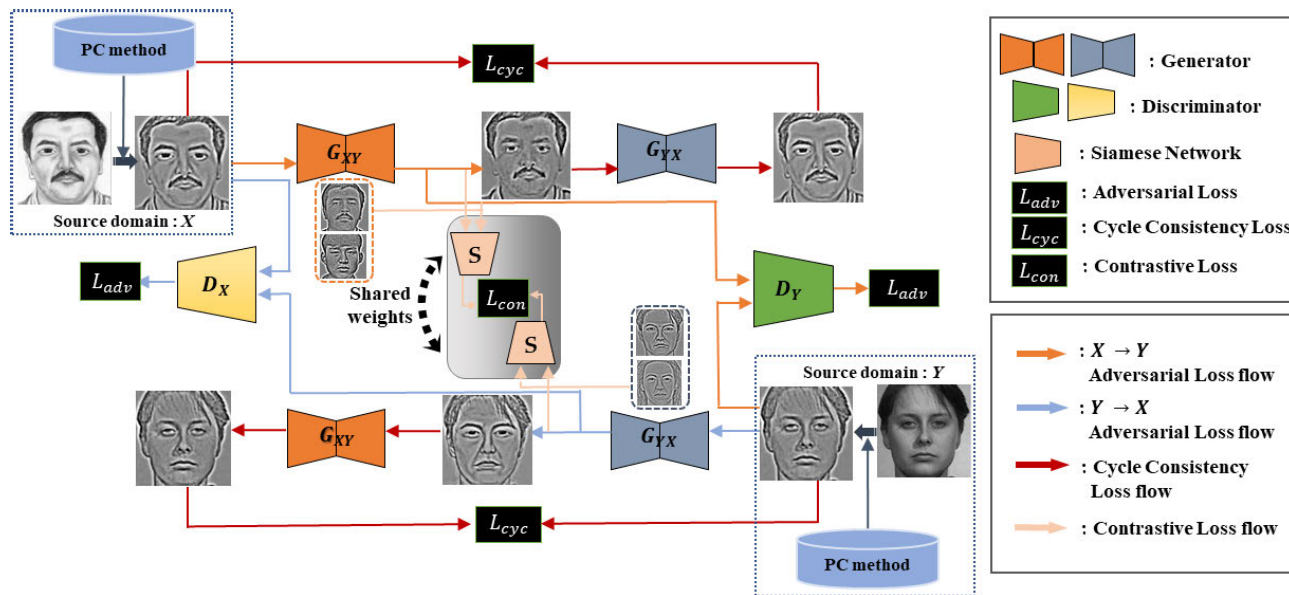 PC method
Source domain : X
G_XY
G_YX
L_cyc
L_adv
D_X
S
L_con
S
Shared
weights
D_Y
L_adv
Source domain : Y
G_XY
G_YX
L_cyc
PC method
: Generator
: Discriminator
: Siamese Network
L_adv : Adversarial Loss
L_cyc : Cycle Consistency Loss
L_con : Contrastive Loss
: X → Y
Adversarial Loss flow
: Y → X
Adversarial Loss flow
: Cycle Consistency
Loss flow
: Contrastive Loss flow